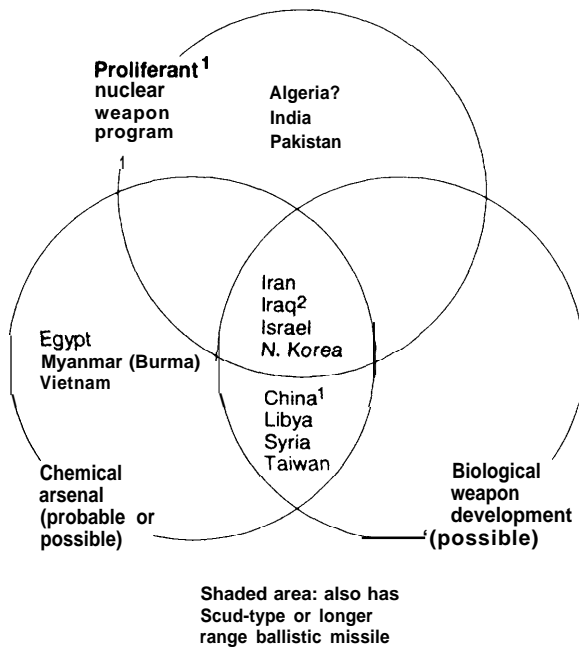 Proliferant¹
nuclear
weapon
program
1
Algeria?
India
Pakistan
Iran
Iraq²
Israel
N. Korea
Egypt
Myanmar (Burma)
Vietnam
China¹
Libya
Syria
Taiwan
Chemical
arsenal
(probable or
possible)
Biological
weapon
development
(possible)
Shaded area: also has
Scud-type or longer
range ballistic missile